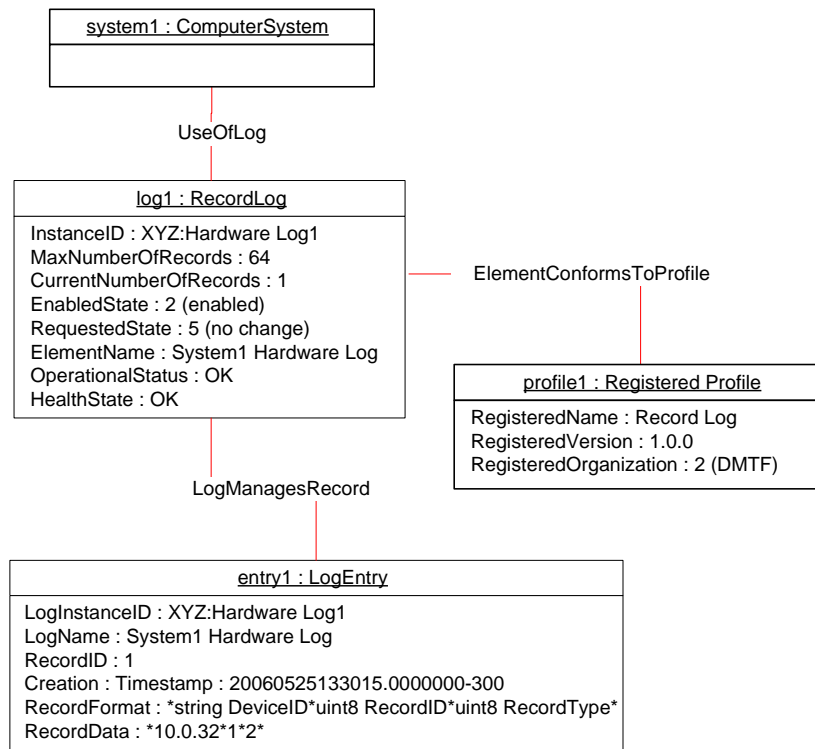 system1 : ComputerSystem
UseOfLog
log1 : RecordLog
InstanceID : XYZ:Hardware Log1
MaxNumberOfRecords : 64
CurrentNumberOfRecords : 1
EnabledState : 2 (enabled)
RequestedState : 5 (no change)
ElementName : System1 Hardware Log
OperationalStatus : OK
HealthState : OK
ElementConformsToProfile
profile1 : Registered Profile
RegisteredName : Record Log
RegisteredVersion : 1.0.0
RegisteredOrganization : 2 (DMTF)
LogManagesRecord
entry1 : LogEntry
LogInstanceID : XYZ:Hardware Log1
LogName : System1 Hardware Log
RecordID : 1
Creation : Timestamp : 20060525133015.0000000-300
RecordFormat : *string DeviceID*uint8 RecordID*uint8 RecordType*
RecordData : *10.0.32*1*2*